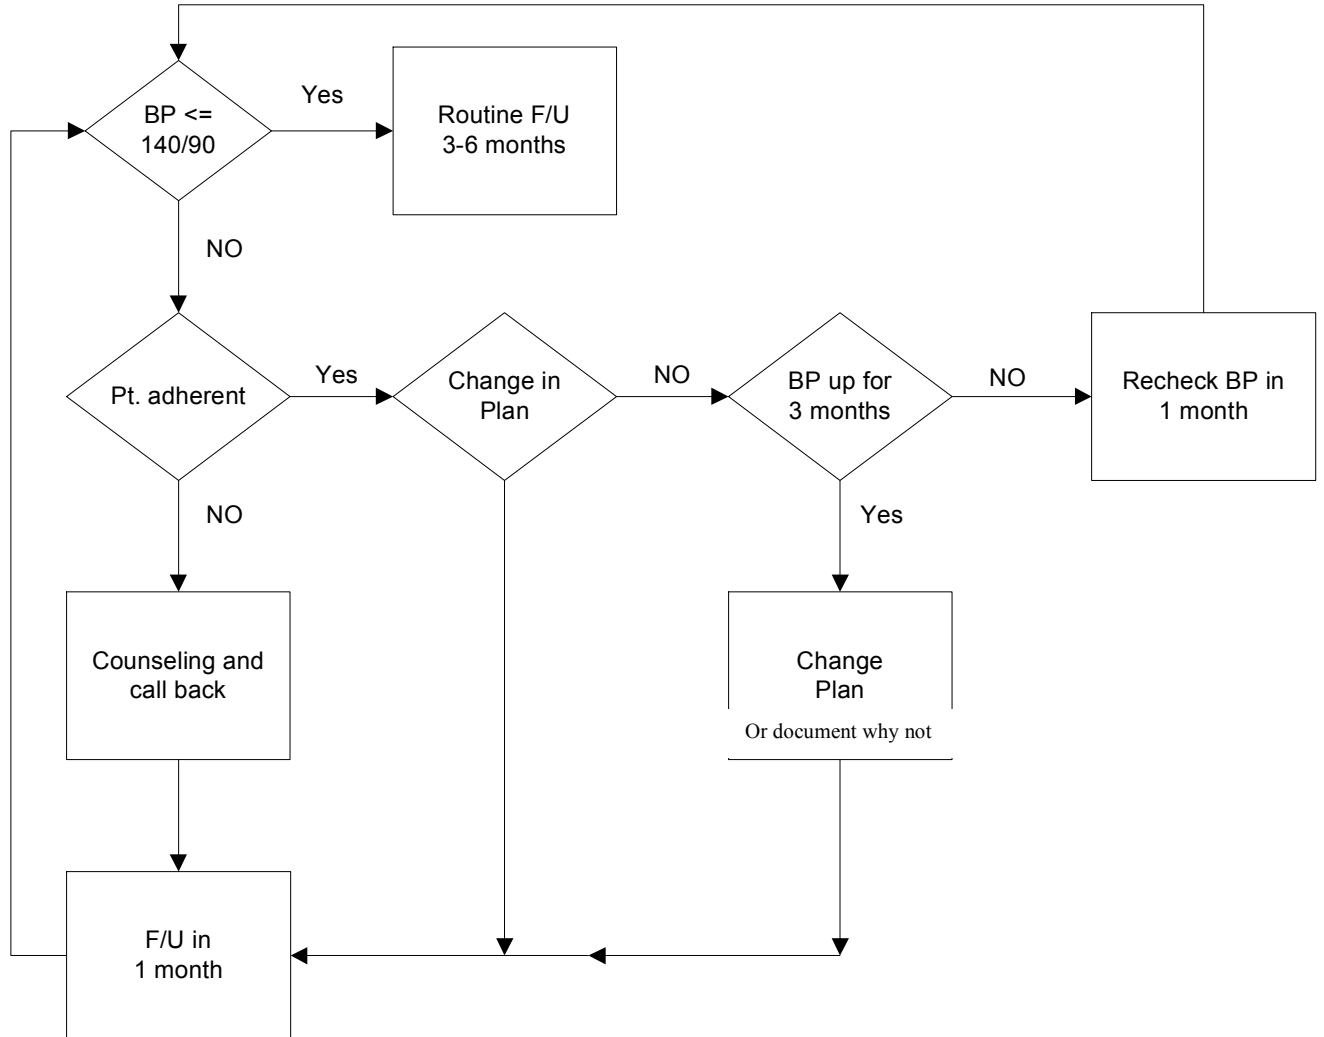 BP <=
140/90
Yes
Routine F/U
3-6 months
NO
Pt. adherent
Yes
Change in
Plan
NO
BP up for
3 months
NO
Recheck BP in
1 month
NO
Yes
Counseling and
call back
Change
Plan
Or document why not
F/U in
1 month